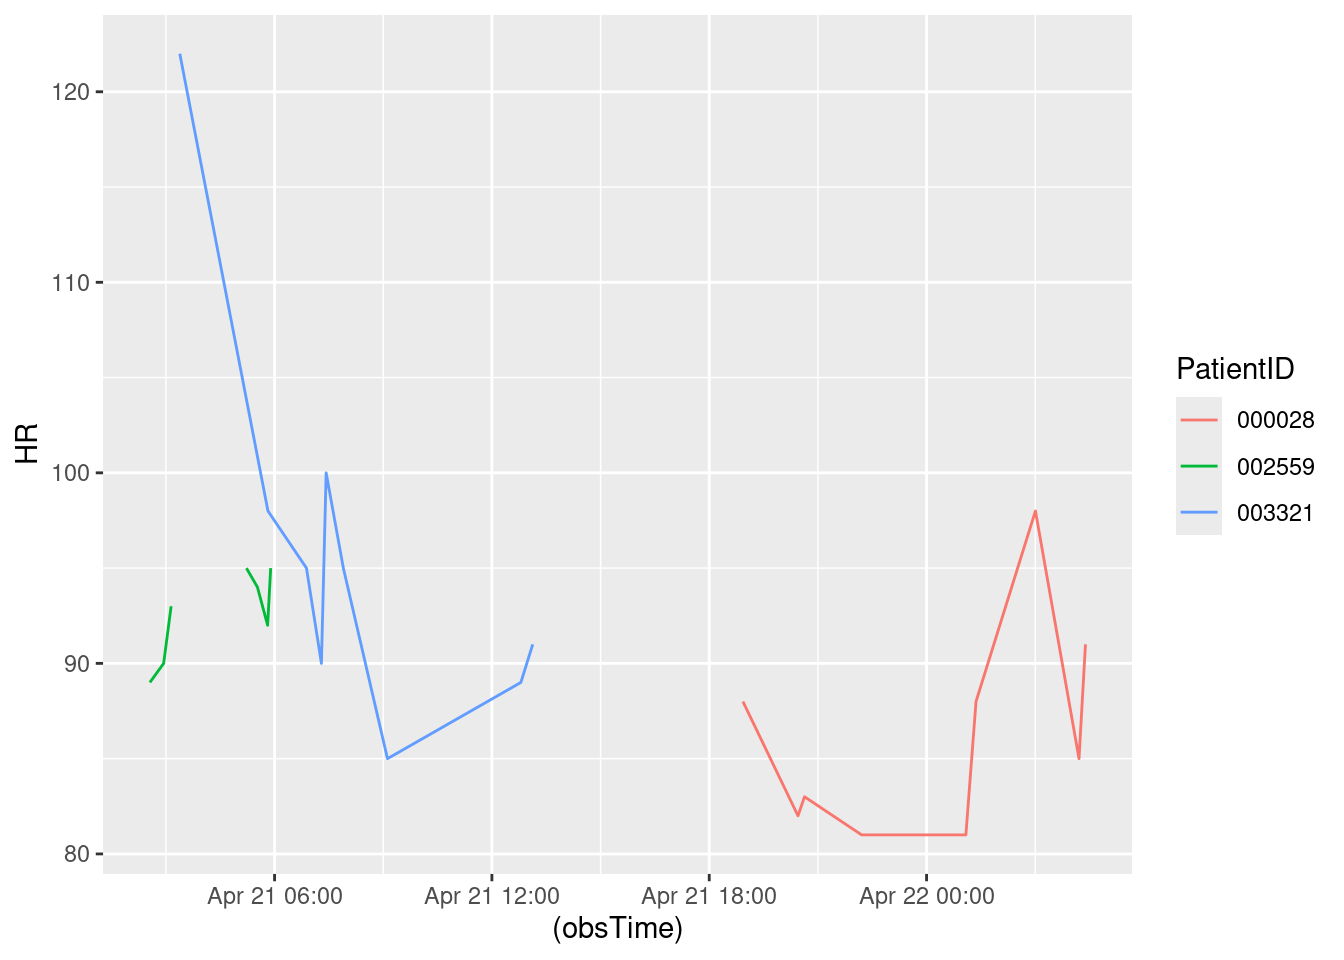 120
110
100
90
80
HR
Apr 21 06:00
Apr 21 12:00
Apr 21 18:00
Apr 22 00:00
(obsTime)
PatientID
000028
002559
003321